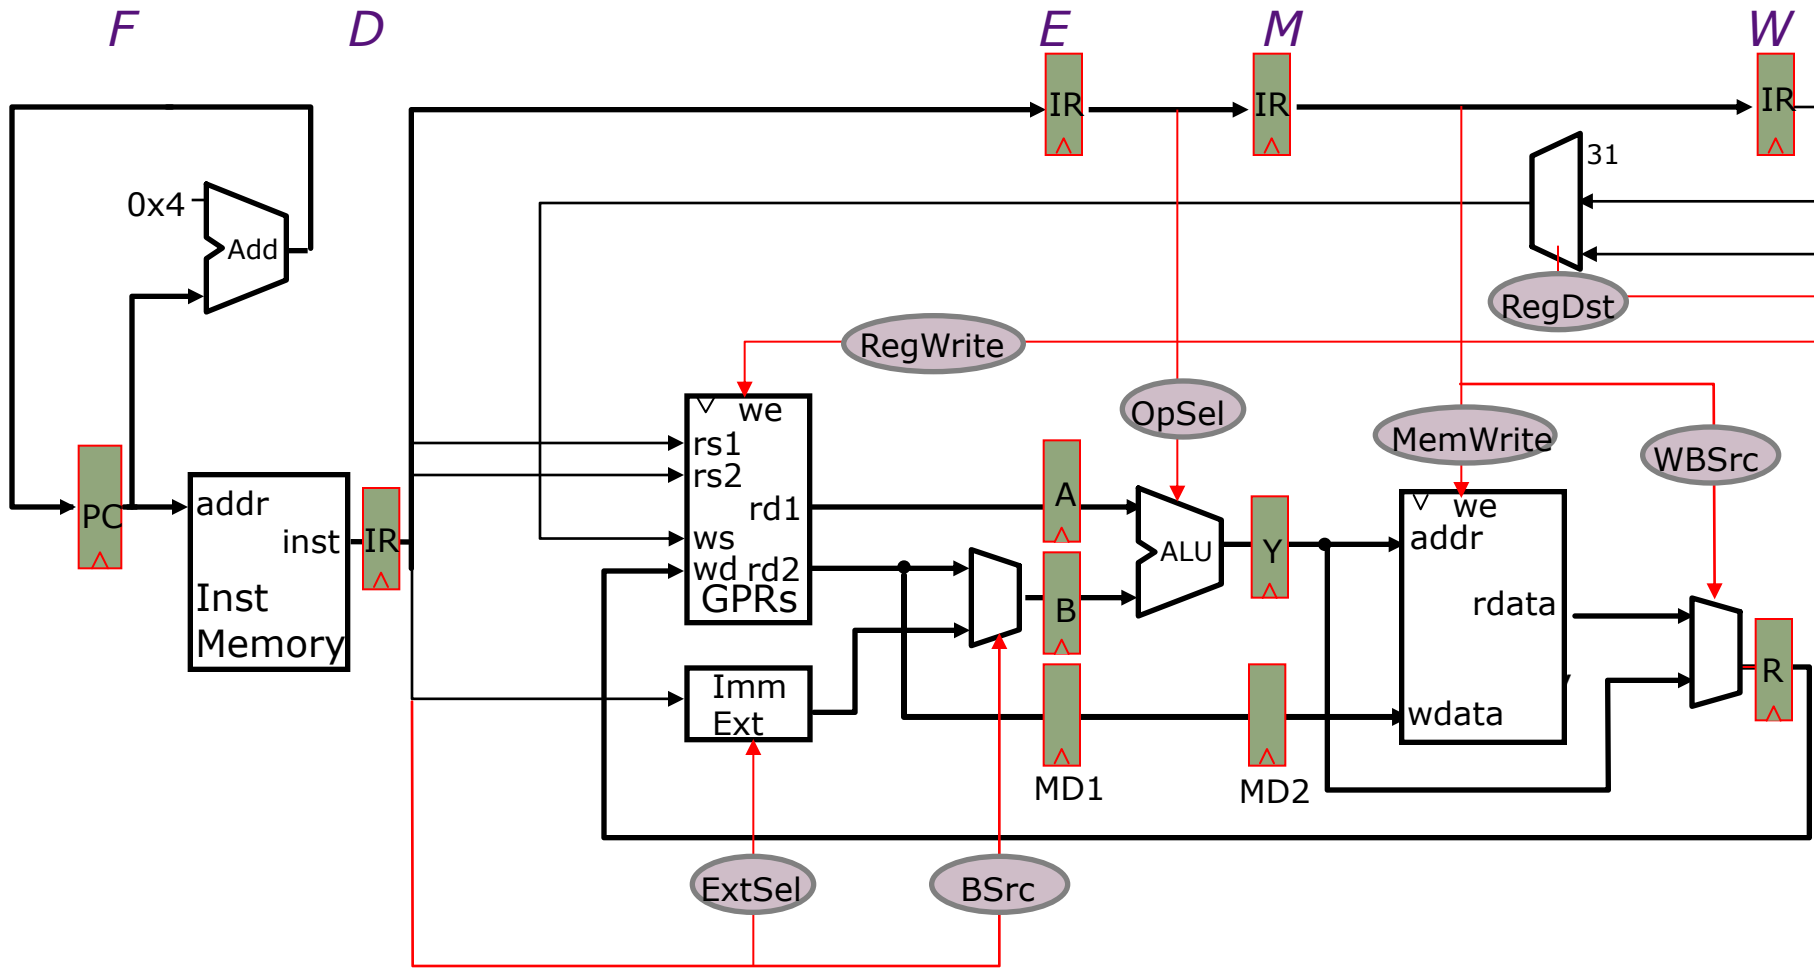 F D E M W
IR IR IR
31
0x4
Add
RegDst
RegWrite
we
OpSel
MemWrite
WBSrc
rs1
rs2
rd1
ws
wd rd2
GPRs
PC
addr
inst
Inst
Memory
IR
A
B
ALU
Y
we
addr
rdata
wdata
R
Imm
Ext
MD1
MD2
ExtSel
BSrc